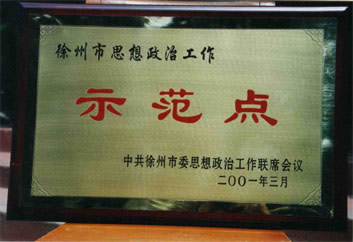 徐州市思想政治工作
示范点
中共徐州市委思想政治工作联席会议
二〇〇一年三月